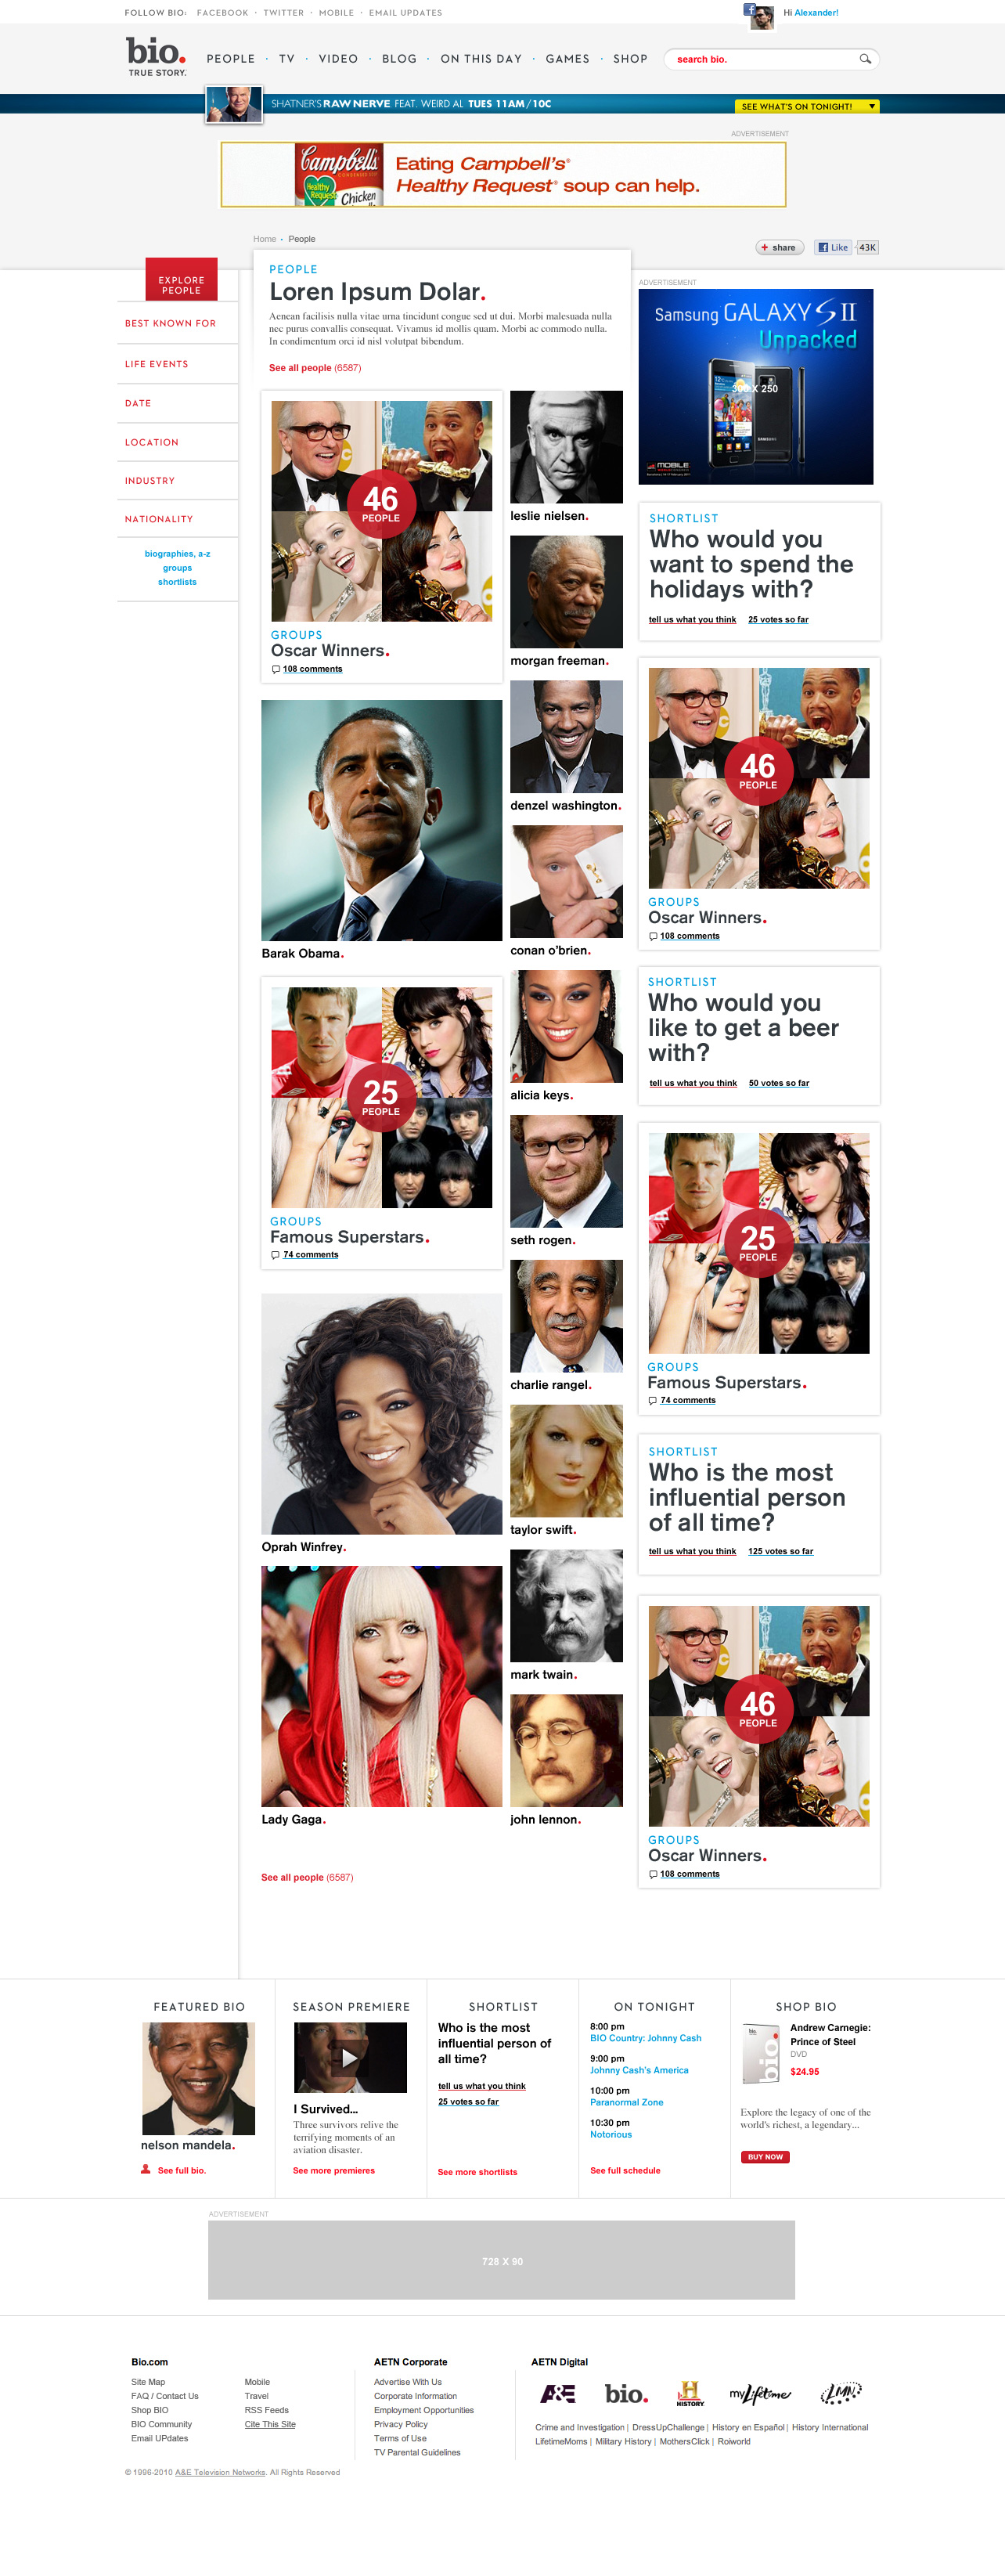 FOLLOW BIO: FACEBOOK · TWITTER · MOBILE · EMAIL UPDATES
Hi Alexander!
bio.
TRUE STORY.
PEOPLE · TV · VIDEO · BLOG · ON THIS DAY · GAMES · SHOP
search bio.
SHATNER'S RAW NERVE FEAT. WEIRD AL TUES 11AM / 10C
SEE WHAT'S ON TONIGHT!
ADVERTISEMENT
Campbell's
Healthy Request
Chicken
Eating Campbell's®
Healthy Request® soup can help.
Home · People
+ share
Like
43K
EXPLORE
PEOPLE
BEST KNOWN FOR
LIFE EVENTS
DATE
LOCATION
INDUSTRY
NATIONALITY
biographies, a-z
groups
shortlists
PEOPLE
Loren Ipsum Dolar.
Aenean facilisis nulla vitae urna tincidunt congue sed ut dui. Morbi malesuada nulla
nec purus convallis consequat. Vivamus id mollis quam. Morbi ac commodo nulla.
In condimentum orci id nisl volutpat bibendum.
See all people (6587)
46
PEOPLE
GROUPS
Oscar Winners.
108 comments
Barak Obama.
25
PEOPLE
GROUPS
Famous Superstars.
74 comments
Oprah Winfrey.
Lady Gaga.
See all people (6587)
leslie nielsen.
morgan freeman.
denzel washington.
conan o'brien.
alicia keys.
seth rogen.
charlie rangel.
taylor swift.
mark twain.
john lennon.
ADVERTISEMENT
Samsung GALAXY S II
Unpacked
300 X 250
SAMSUNG
MOBILE
SHORTLIST
Who would you
want to spend the
holidays with?
tell us what you think 25 votes so far
46
PEOPLE
GROUPS
Oscar Winners.
108 comments
SHORTLIST
Who would you
like to get a beer
with?
tell us what you think 50 votes so far
25
PEOPLE
GROUPS
Famous Superstars.
74 comments
SHORTLIST
Who is the most
influential person
of all time?
tell us what you think 125 votes so far
46
PEOPLE
GROUPS
Oscar Winners.
108 comments
FEATURED BIO
nelson mandela.
See full bio.
SEASON PREMIERE
I Survived...
Three survivors relive the
terrifying moments of an
aviation disaster.
See more premieres
SHORTLIST
Who is the most
influential person of
all time?
tell us what you think
25 votes so far
See more shortlists
ON TONIGHT
8:00 pm
BIO Country: Johnny Cash
9:00 pm
Johnny Cash's America
10:00 pm
Paranormal Zone
10:30 pm
Notorious
See full schedule
SHOP BIO
bio.
Andrew Carnegie:
Prince of Steel
DVD
$24.95
Explore the legacy of one of the
world's richest, a legendary...
BUY NOW
ADVERTISEMENT
728 X 90
Bio.com
Site Map
FAQ / Contact Us
Shop BIO
BIO Community
Email UPdates
Mobile
Travel
RSS Feeds
Cite This Site
AETN Corporate
Advertise With Us
Corporate Information
Employment Opportunities
Privacy Policy
Terms of Use
TV Parental Guidelines
AETN Digital
A&E bio. H HISTORY. myLifetime LMN
Crime and Investigation | DressUpChallenge | History en Español | History International
LifetimeMoms | Military History | MothersClick | Roiworld
© 1996-2010 A&E Television Networks. All Rights Reserved